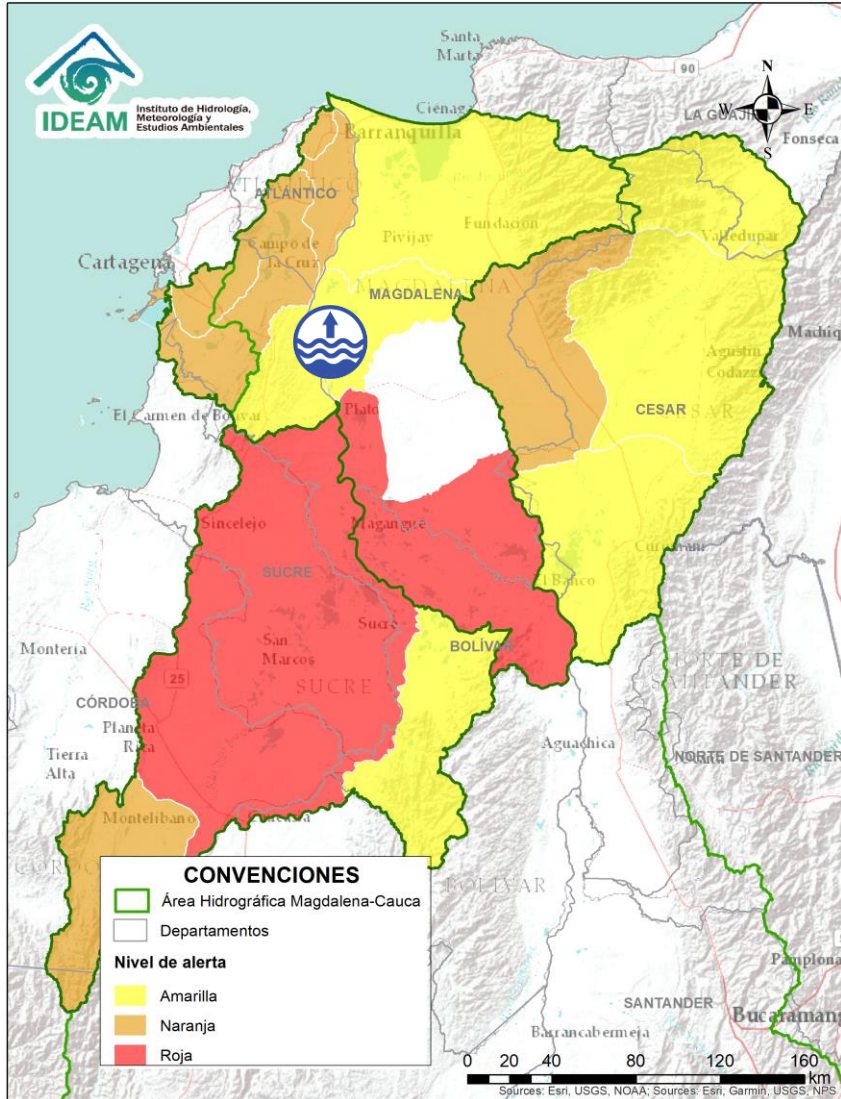 IDEAM
Instituto de Hidrología,
Meteorología y
Estudios Ambientales
Santa
Marta
90
N
W
E
S
LA GUAJIRA
Fonseca
Ciénaga
Barranquilla
ATLÁNTICO
Valledupar
Fundación
Pivijay
Campo de
la Cruz
Cartagena
MAGDALENA
Agustín
Codazzi
El Carmen de Bolívar
Plato
CESAR
Sincelejo
Magangué
SUCRE
Curumaní
El Banco
Sucre
BOLÍVAR
Montería
San
Marcos
NORTE DE
SANTANDER
25
SUCRE
CÓRDOBA
Planeta
Rica
Tierra
Alta
Aguachica
NORTE DE SANTANDER
Montelíbano
Caucasia
BOLÍVAR
CONVENCIONES
Área Hidrográfica Magdalena-Cauca
Departamentos
Nivel de alerta
Amarilla
Naranja
Roja
Pamplona
SANTANDER
Bucaramang
Barrancabermeja
0 20 40 80 120 160
Km
Sources: Esri, USGS, NOAA; Sources: Esri, Garmin, USGS, NPS